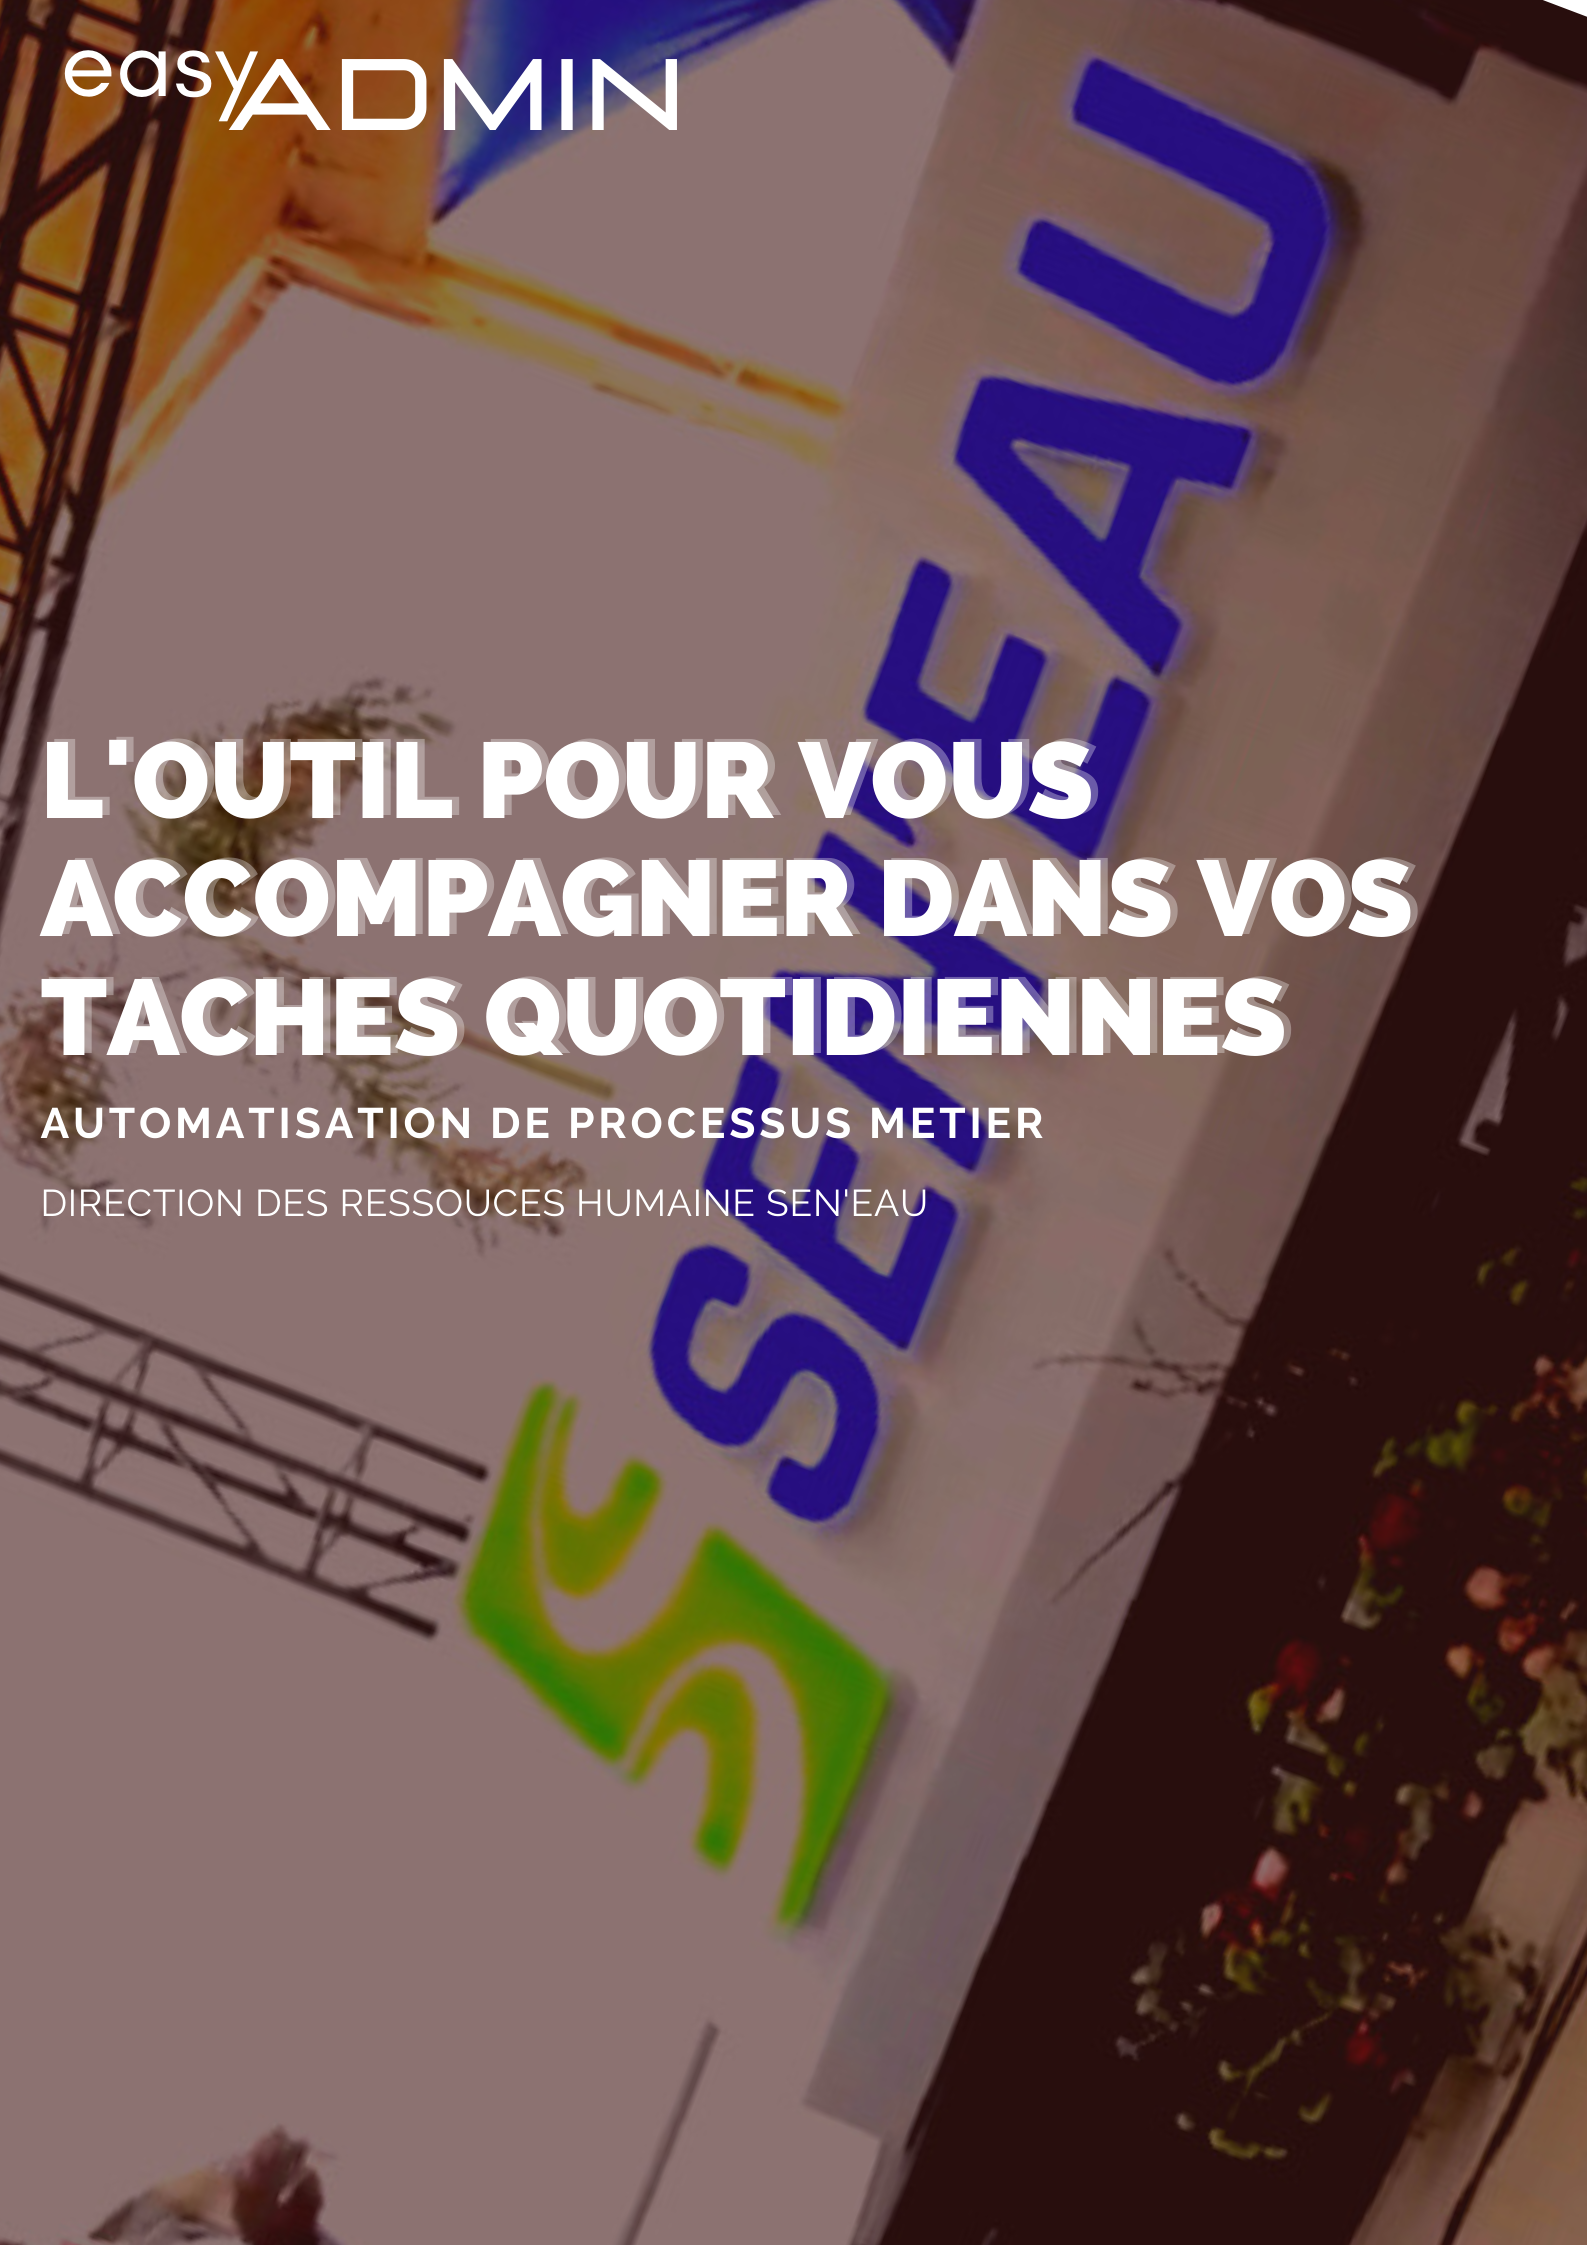 easyADMIN
SEN'EAU
L'OUTIL POUR VOUS
ACCOMPAGNER DANS VOS
TACHES QUOTIDIENNES
AUTOMATISATION DE PROCESSUS METIER
DIRECTION DES RESSOUCES HUMAINE SEN'EAU